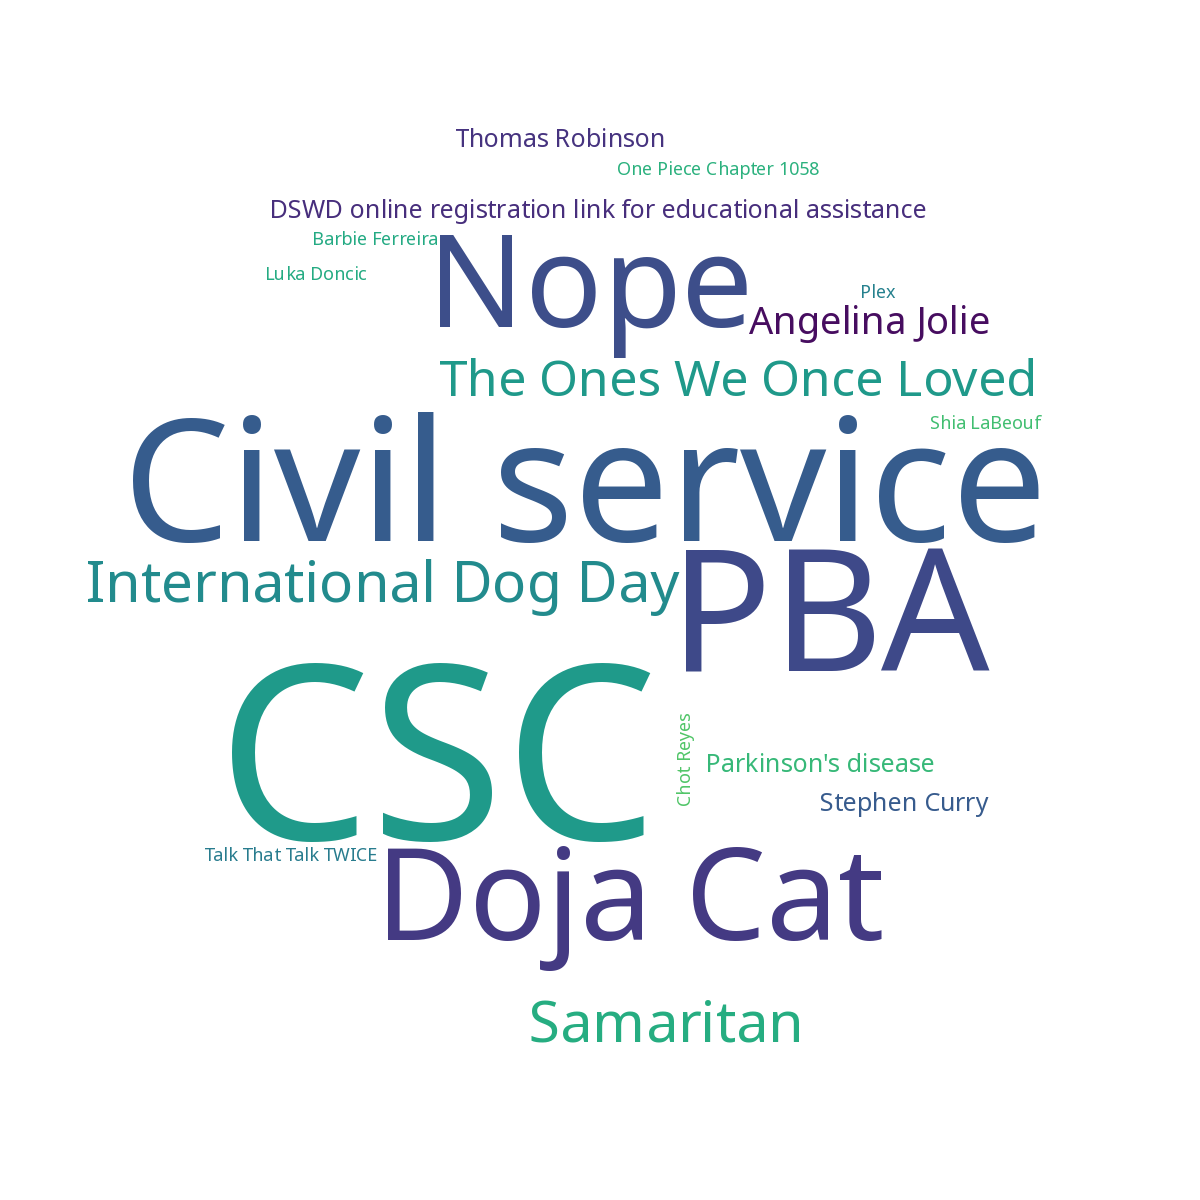 Thomas Robinson
One Piece Chapter 1058
DSWD online registration link for educational assistance
Barbie Ferreira
Nope
Luka Doncic
Plex
Angelina Jolie
The Ones We Once Loved
Shia LaBeouf
Civil service
International Dog Day
PBA
CSC
Chot Reyes
Parkinson's disease
Stephen Curry
Talk That Talk TWICE
Doja Cat
Samaritan